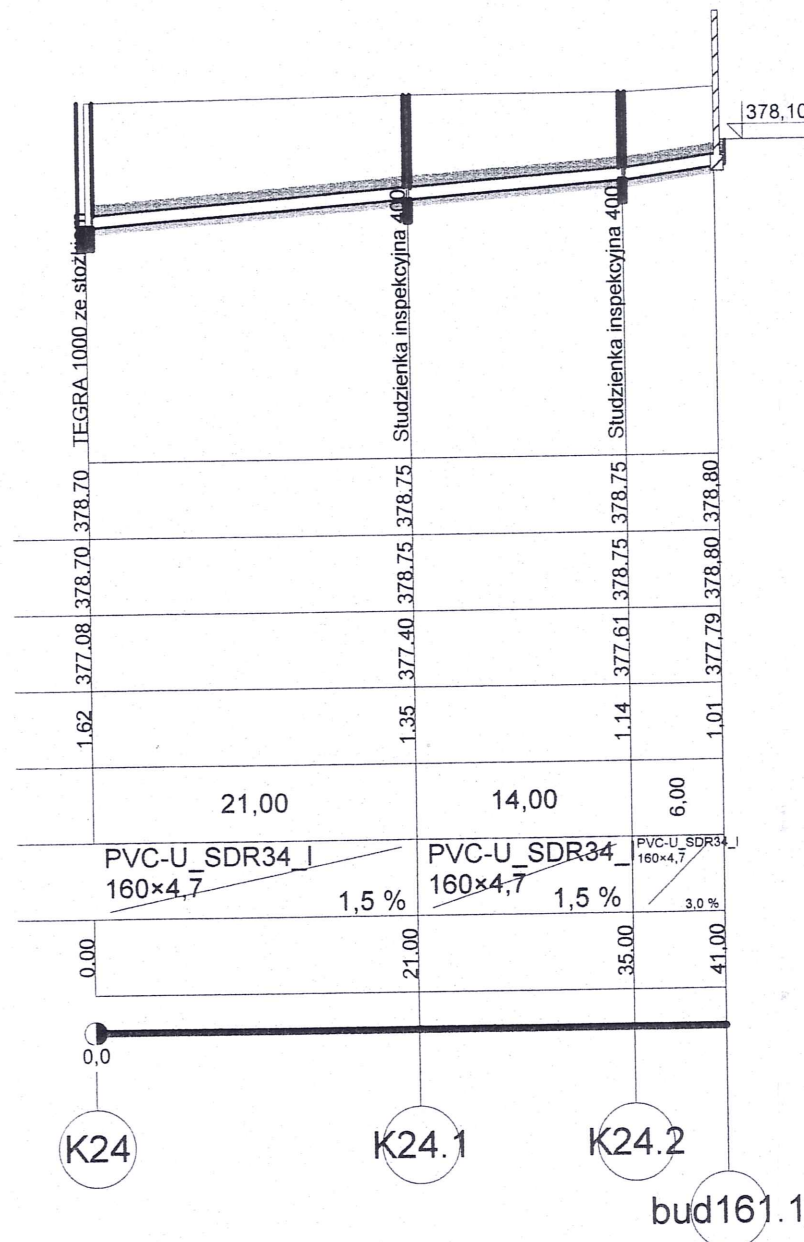 378,10
TEGRA 1000 ze
Studzienka inspekcyjna 400
Studzienka inspekcyjna 400
378.70 378.75 378.75 378,80
378.70 378.75 378.75 378,80
377.08 377.40 377.61 377,79
1.62 1.35 1.14 1,01
21,00 14,00 6,00
PVC-U_SDR34_I PVC-U_SDR34_I PVC-U_SDR34_I
160×4,7 160×4,7 160×4,7
1,5 % 1,5 % 3,0 %
0.00 21.00 35.00 41,00
0,0
K24 K24.1 K24.2
bud161.1